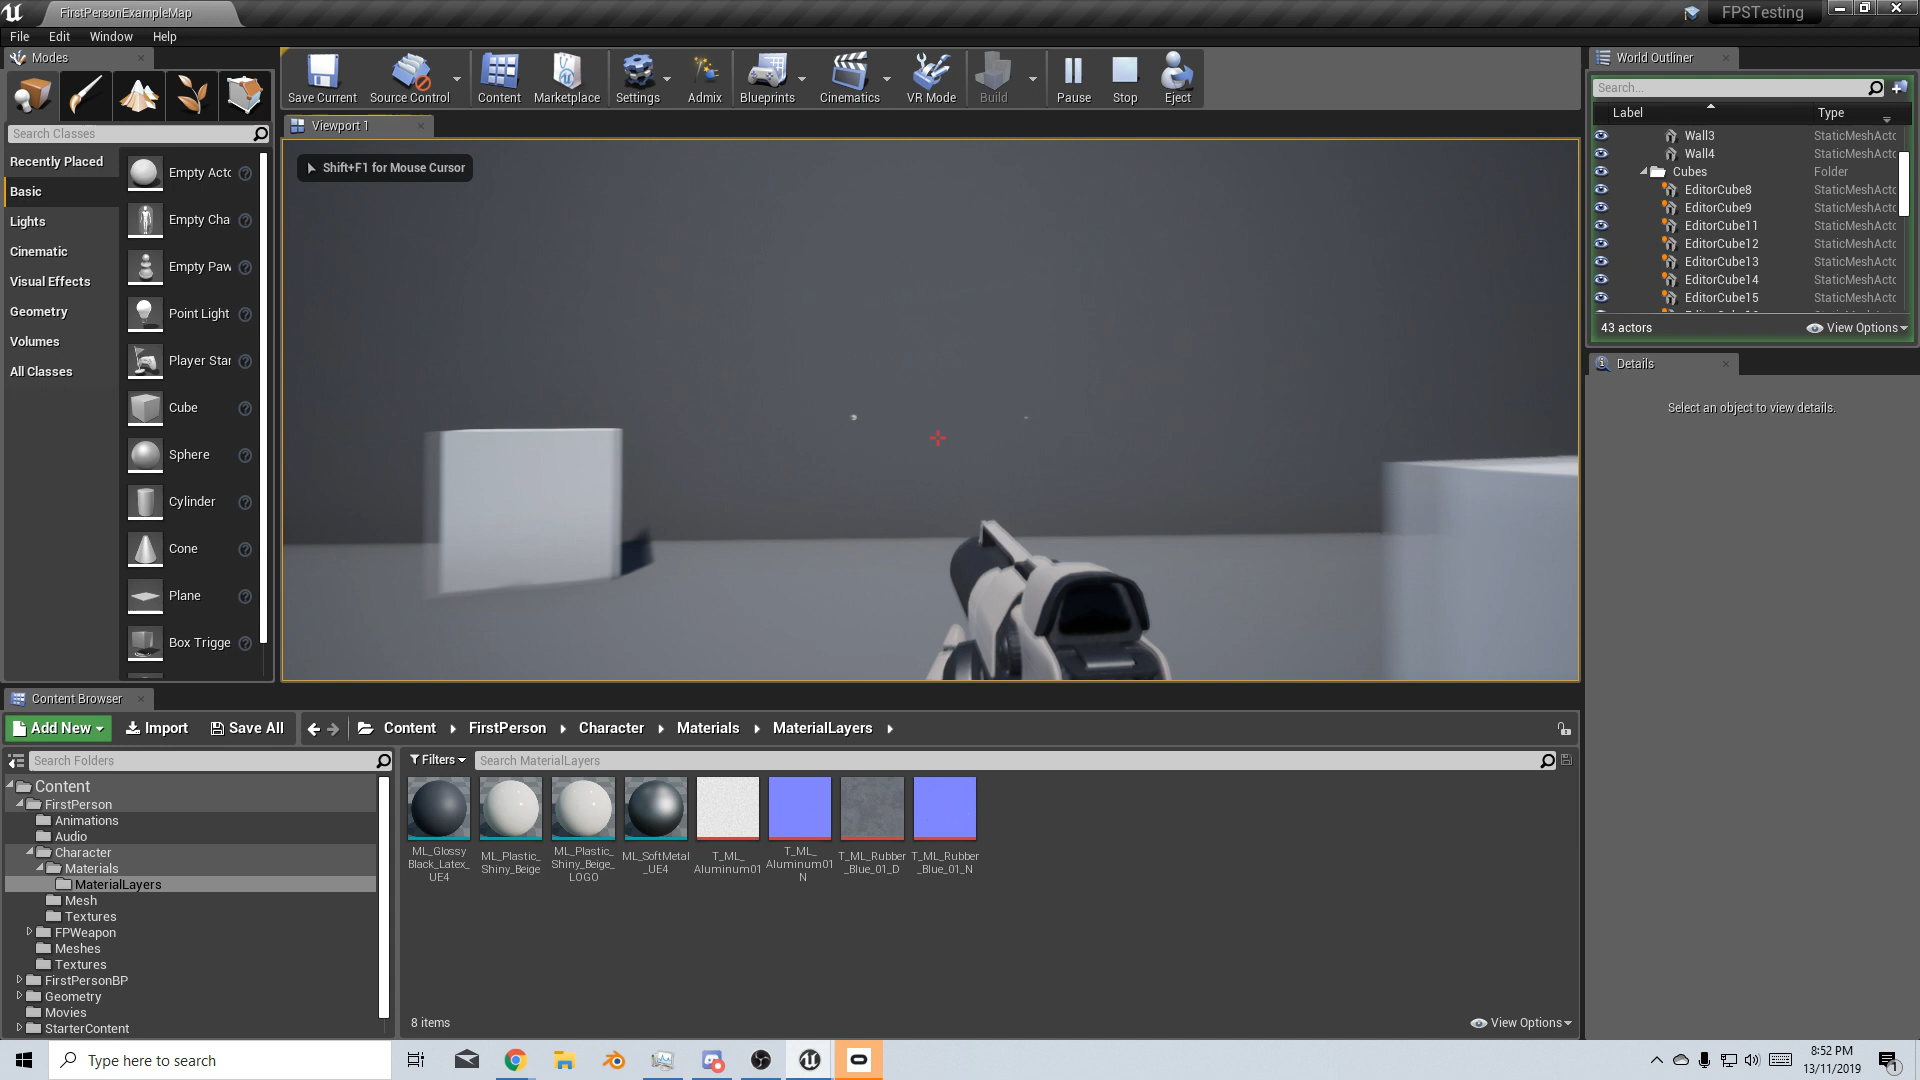 FirstPersonExampleMap
FPSTesting
File Edit Window Help
Modes
Search Classes
Recently Placed
Basic
Lights
Cinematic
Visual Effects
Geometry
Volumes
All Classes
Empty Actc
Empty Cha
Empty Paw
Point Light
Player Star
Cube
Sphere
Cylinder
Cone
Plane
Box Trigge
Save Current Source Control Content Marketplace Settings Admix Blueprints Cinematics VR Mode Build Pause Stop Eject
Viewport 1
Shift+F1 for Mouse Cursor
World Outliner
Search...
Label Type
Wall3 StaticMeshActo
Wall4 StaticMeshActo
Cubes Folder
EditorCube8 StaticMeshActo
EditorCube9 StaticMeshActo
EditorCube11 StaticMeshActo
EditorCube12 StaticMeshActo
EditorCube13 StaticMeshActo
EditorCube14 StaticMeshActo
EditorCube15 StaticMeshActo
43 actors View Options
Details
Select an object to view details.
Content Browser
Add New Import Save All Content FirstPerson Character Materials MaterialLayers
Search Folders
Filters Search MaterialLayers
Content
FirstPerson
Animations
Audio
Character
Materials
MaterialLayers
Mesh
Textures
FPWeapon
Meshes
Textures
FirstPersonBP
Geometry
Movies
StarterContent
ML_Glossy
Black_Latex_
UE4
ML_Plastic_
Shiny_Beige
ML_Plastic_
Shiny_Beige_
LOGO
ML_SoftMetal
_UE4
T_ML_
Aluminum01
T_ML_
Aluminum01
N
T_ML_Rubber
_Blue_01_D
T_ML_Rubber
_Blue_01_N
8 items View Options
Type here to search
8:52 PM
13/11/2019
1